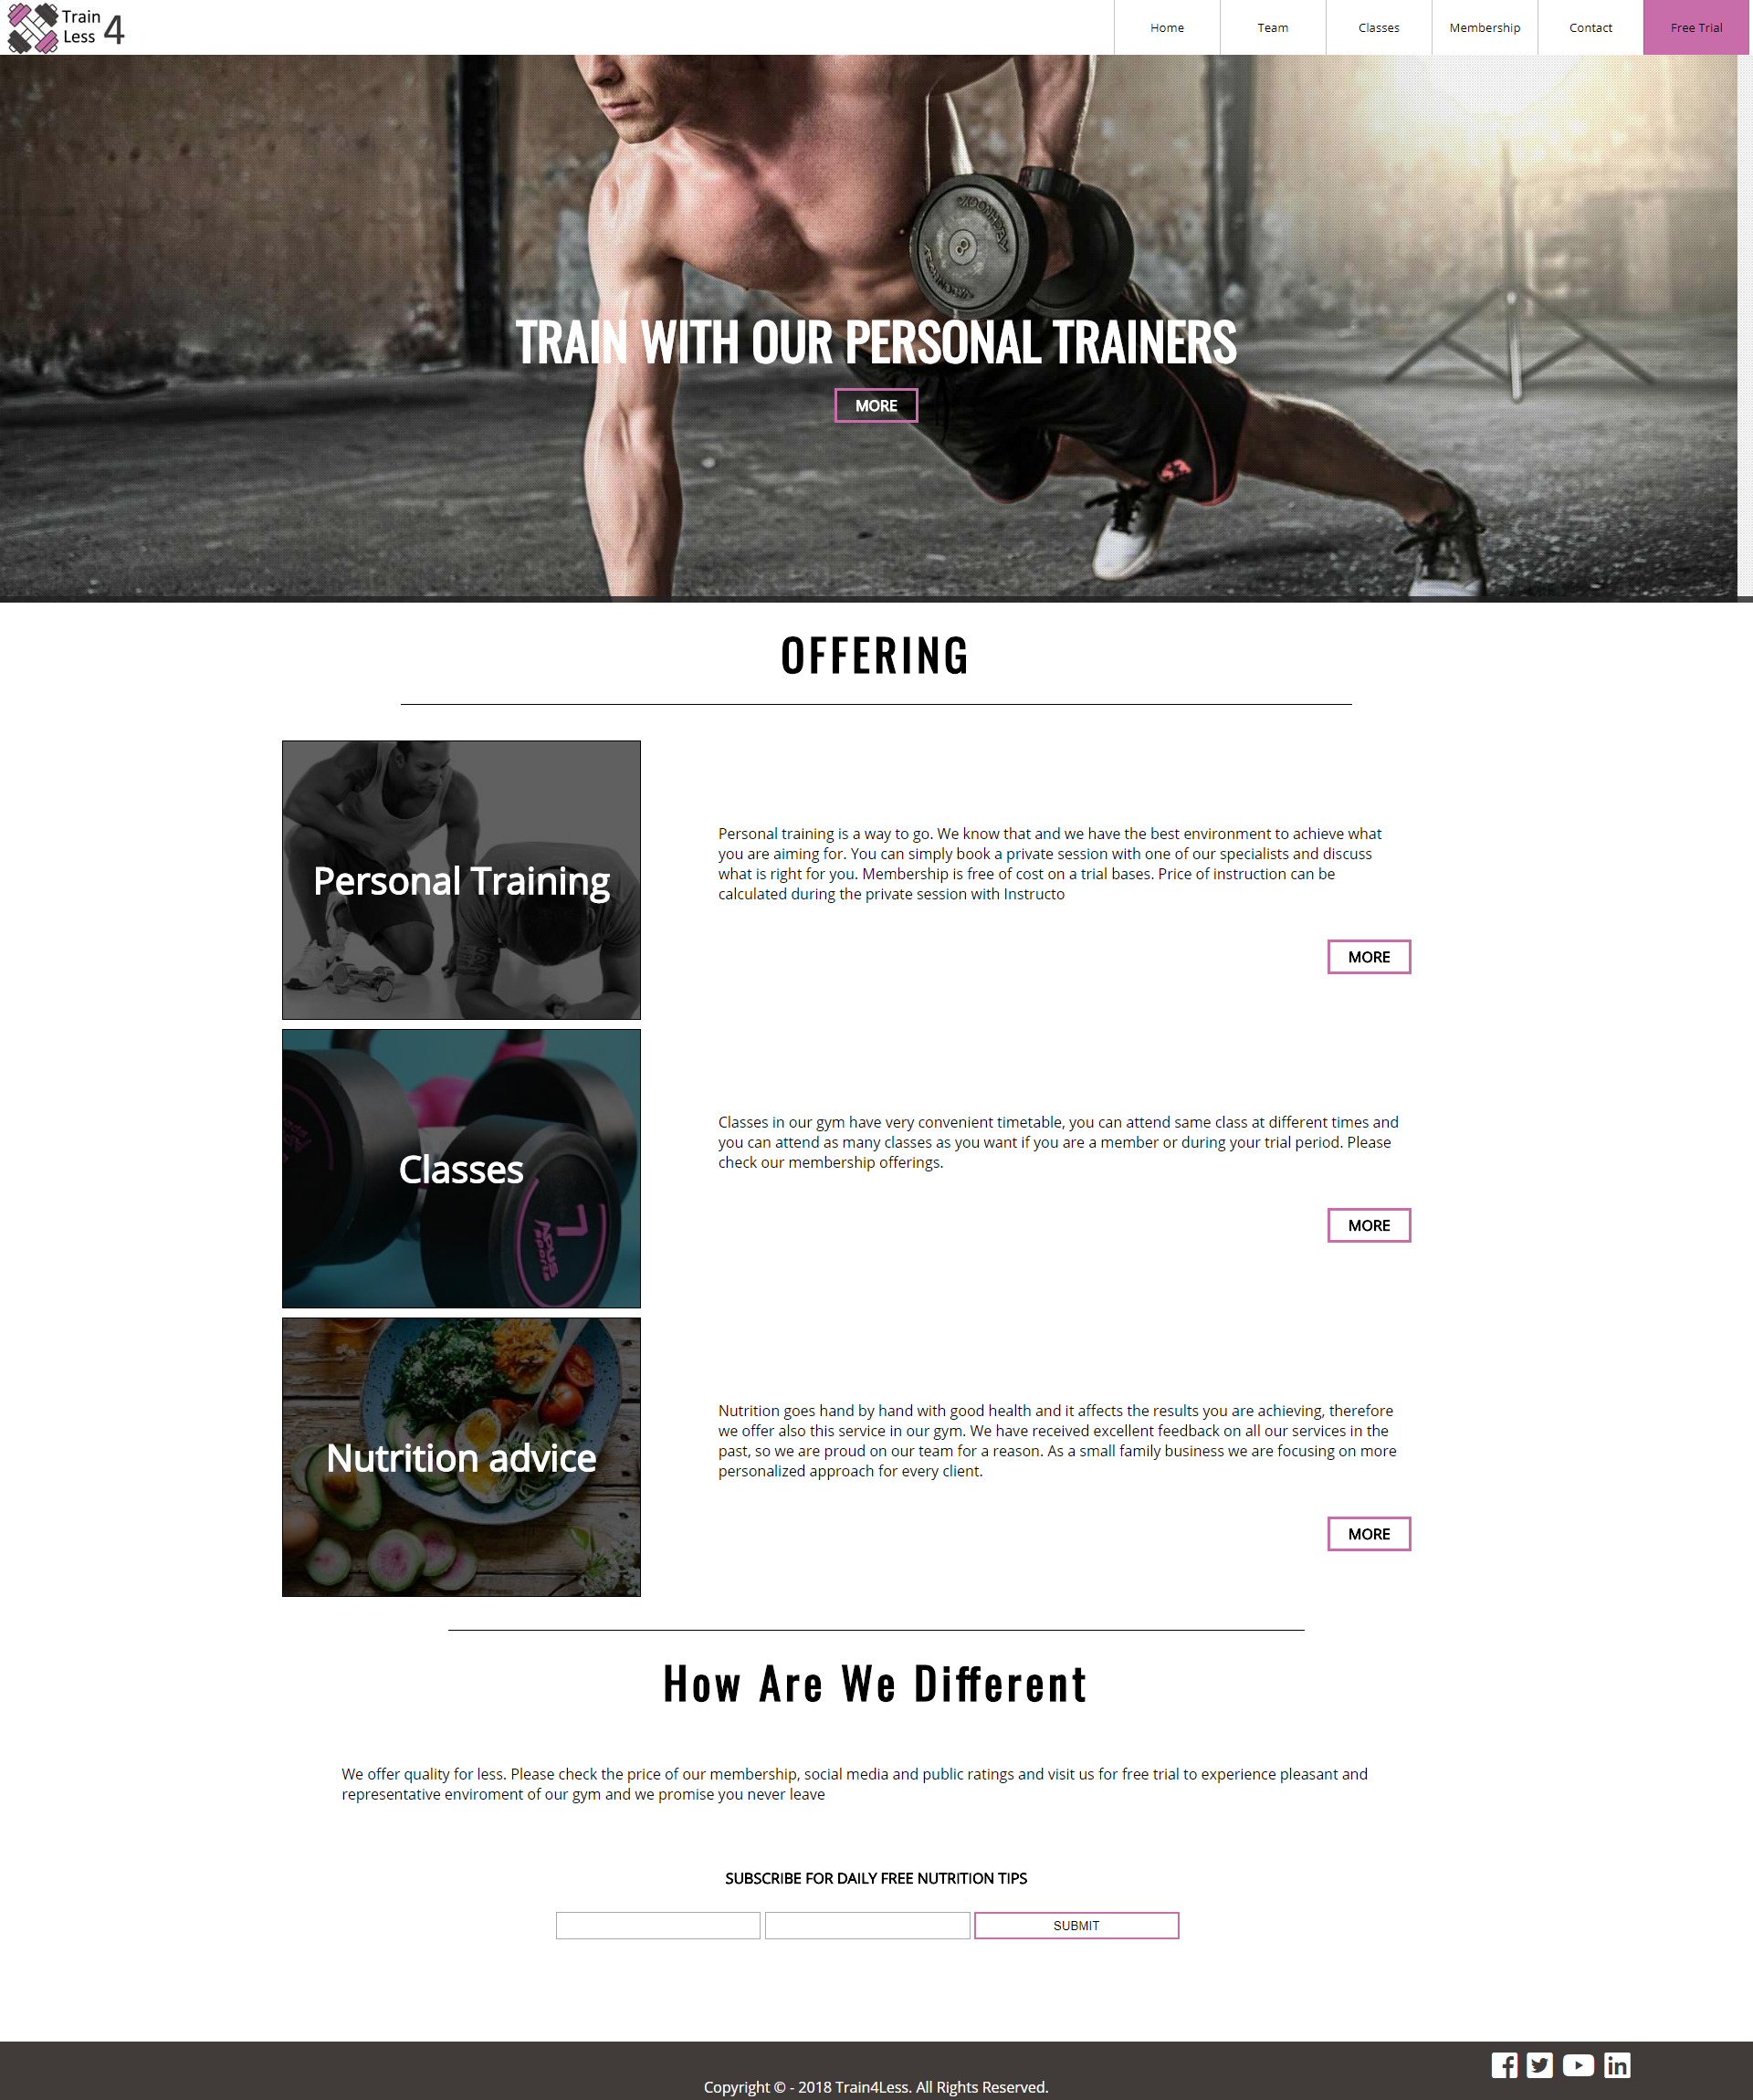 Train
Less 4
Home Team Classes Membership Contact Free Trial
TRAIN WITH OUR PERSONAL TRAINERS
MORE
OFFERING
Personal Training
Personal training is a way to go. We know that and we have the best environment to achieve what
you are aiming for. You can simply book a private session with one of our specialists and discuss
what is right for you. Membership is free of cost on a trial bases. Price of instruction can be
calculated during the private session with Instructo
MORE
Classes
Classes in our gym have very convenient timetable, you can attend same class at different times and
you can attend as many classes as you want if you are a member or during your trial period. Please
check our membership offerings.
MORE
Nutrition advice
Nutrition goes hand by hand with good health and it affects the results you are achieving, therefore
we offer also this service in our gym. We have received excellent feedback on all our services in the
past, so we are proud on our team for a reason. As a small family business we are focusing on more
personalized approach for every client.
MORE
How Are We Different
We offer quality for less. Please check the price of our membership, social media and public ratings and visit us for free trial to experience pleasant and
representative enviroment of our gym and we promise you never leave
SUBSCRIBE FOR DAILY FREE NUTRITION TIPS
SUBMIT
Copyright © - 2018 Train4Less. All Rights Reserved.